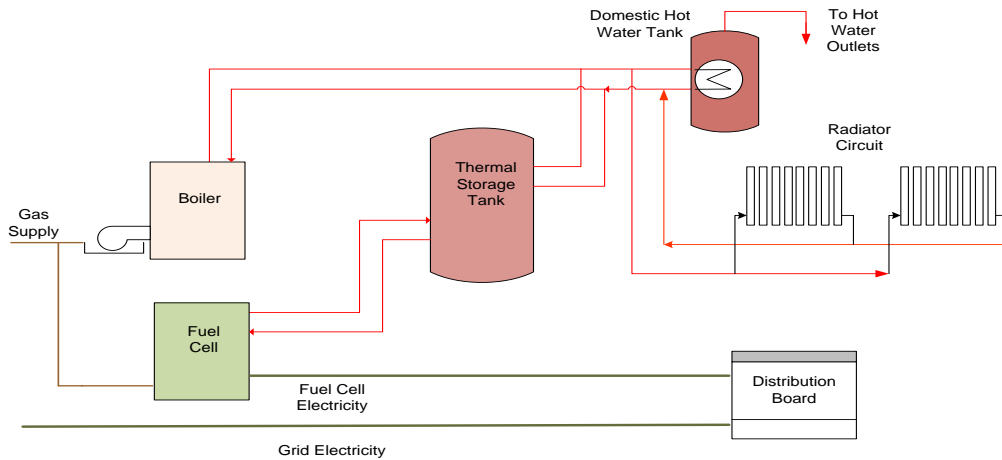 Domestic Hot
Water Tank
To Hot
Water
Outlets
Radiator
Circuit
Thermal
Storage
Tank
Boiler
Gas
Supply
Fuel
Cell
Fuel Cell
Electricity
Distribution
Board
Grid Electricity